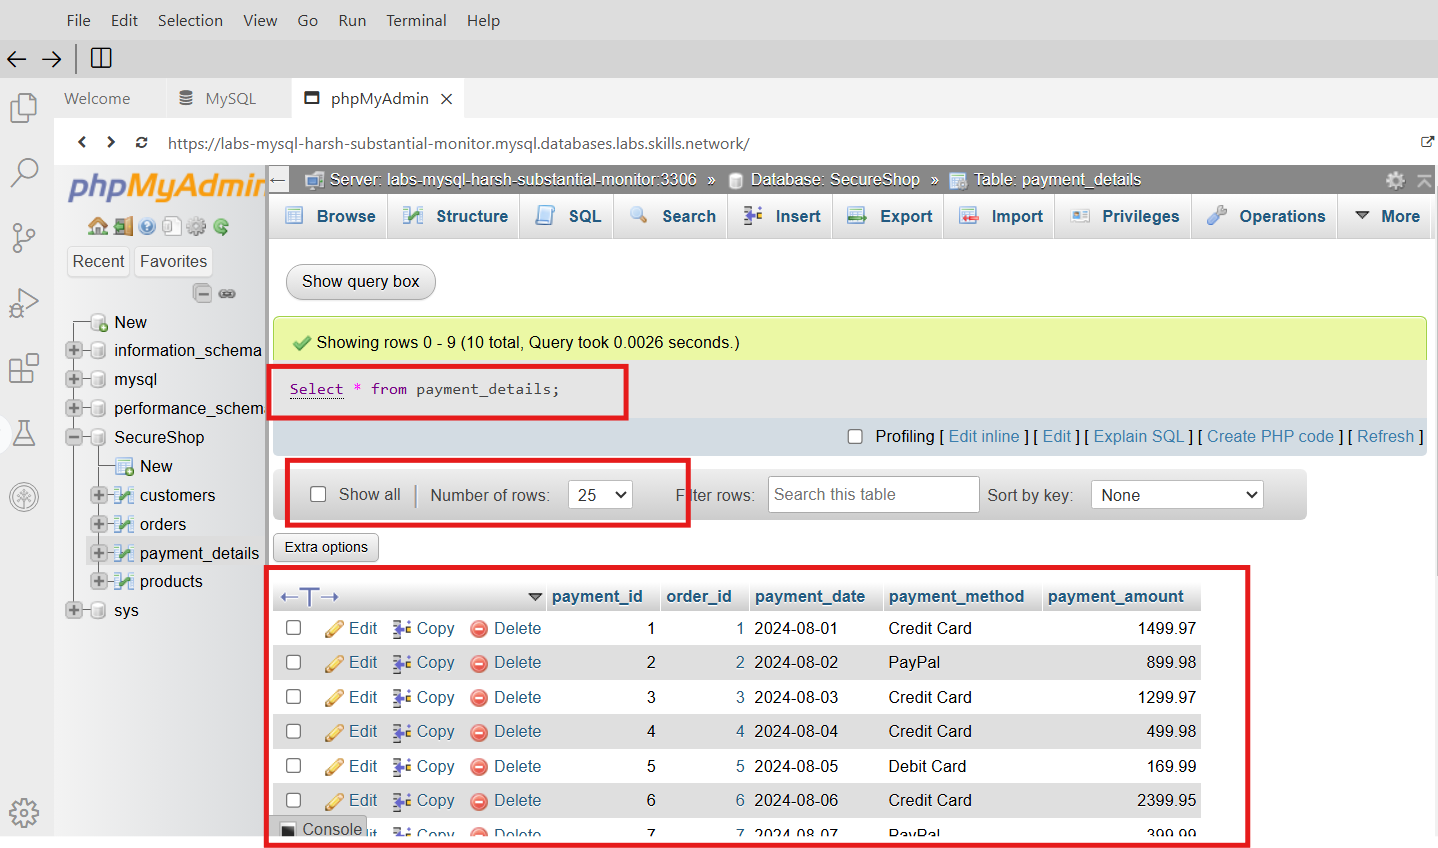 File Edit Selection View Go Run Terminal Help
Welcome MySQL phpMyAdmin
https://labs-mysql-harsh-substantial-monitor.mysql.databases.labs.skills.network/
phpMyAdmin
Recent Favorites
New
information_schema
mysql
performance_schem
SecureShop
New
customers
orders
payment_details
products
sys
Server: labs-mysql-harsh-substantial-monitor:3306 » Database: SecureShop » Table: payment_details
Browse Structure SQL Search Insert Export Import Privileges Operations More
Show query box
Showing rows 0 - 9 (10 total, Query took 0.0026 seconds.)
Select * from payment_details;
Profiling [ Edit inline ] [ Edit ] [ Explain SQL ] [ Create PHP code ] [ Refresh ]
Show all | Number of rows: 25 Filter rows: Search this table Sort by key: None
Extra options
payment_id order_id payment_date payment_method payment_amount
Edit Copy Delete 1 1 2024-08-01 Credit Card 1499.97
Edit Copy Delete 2 2 2024-08-02 PayPal 899.98
Edit Copy Delete 3 3 2024-08-03 Credit Card 1299.97
Edit Copy Delete 4 4 2024-08-04 Credit Card 499.98
Edit Copy Delete 5 5 2024-08-05 Debit Card 169.99
Edit Copy Delete 6 6 2024-08-06 Credit Card 2399.95
Copy Delete 7 7 2024-08-07 PayPal 399.99
Console